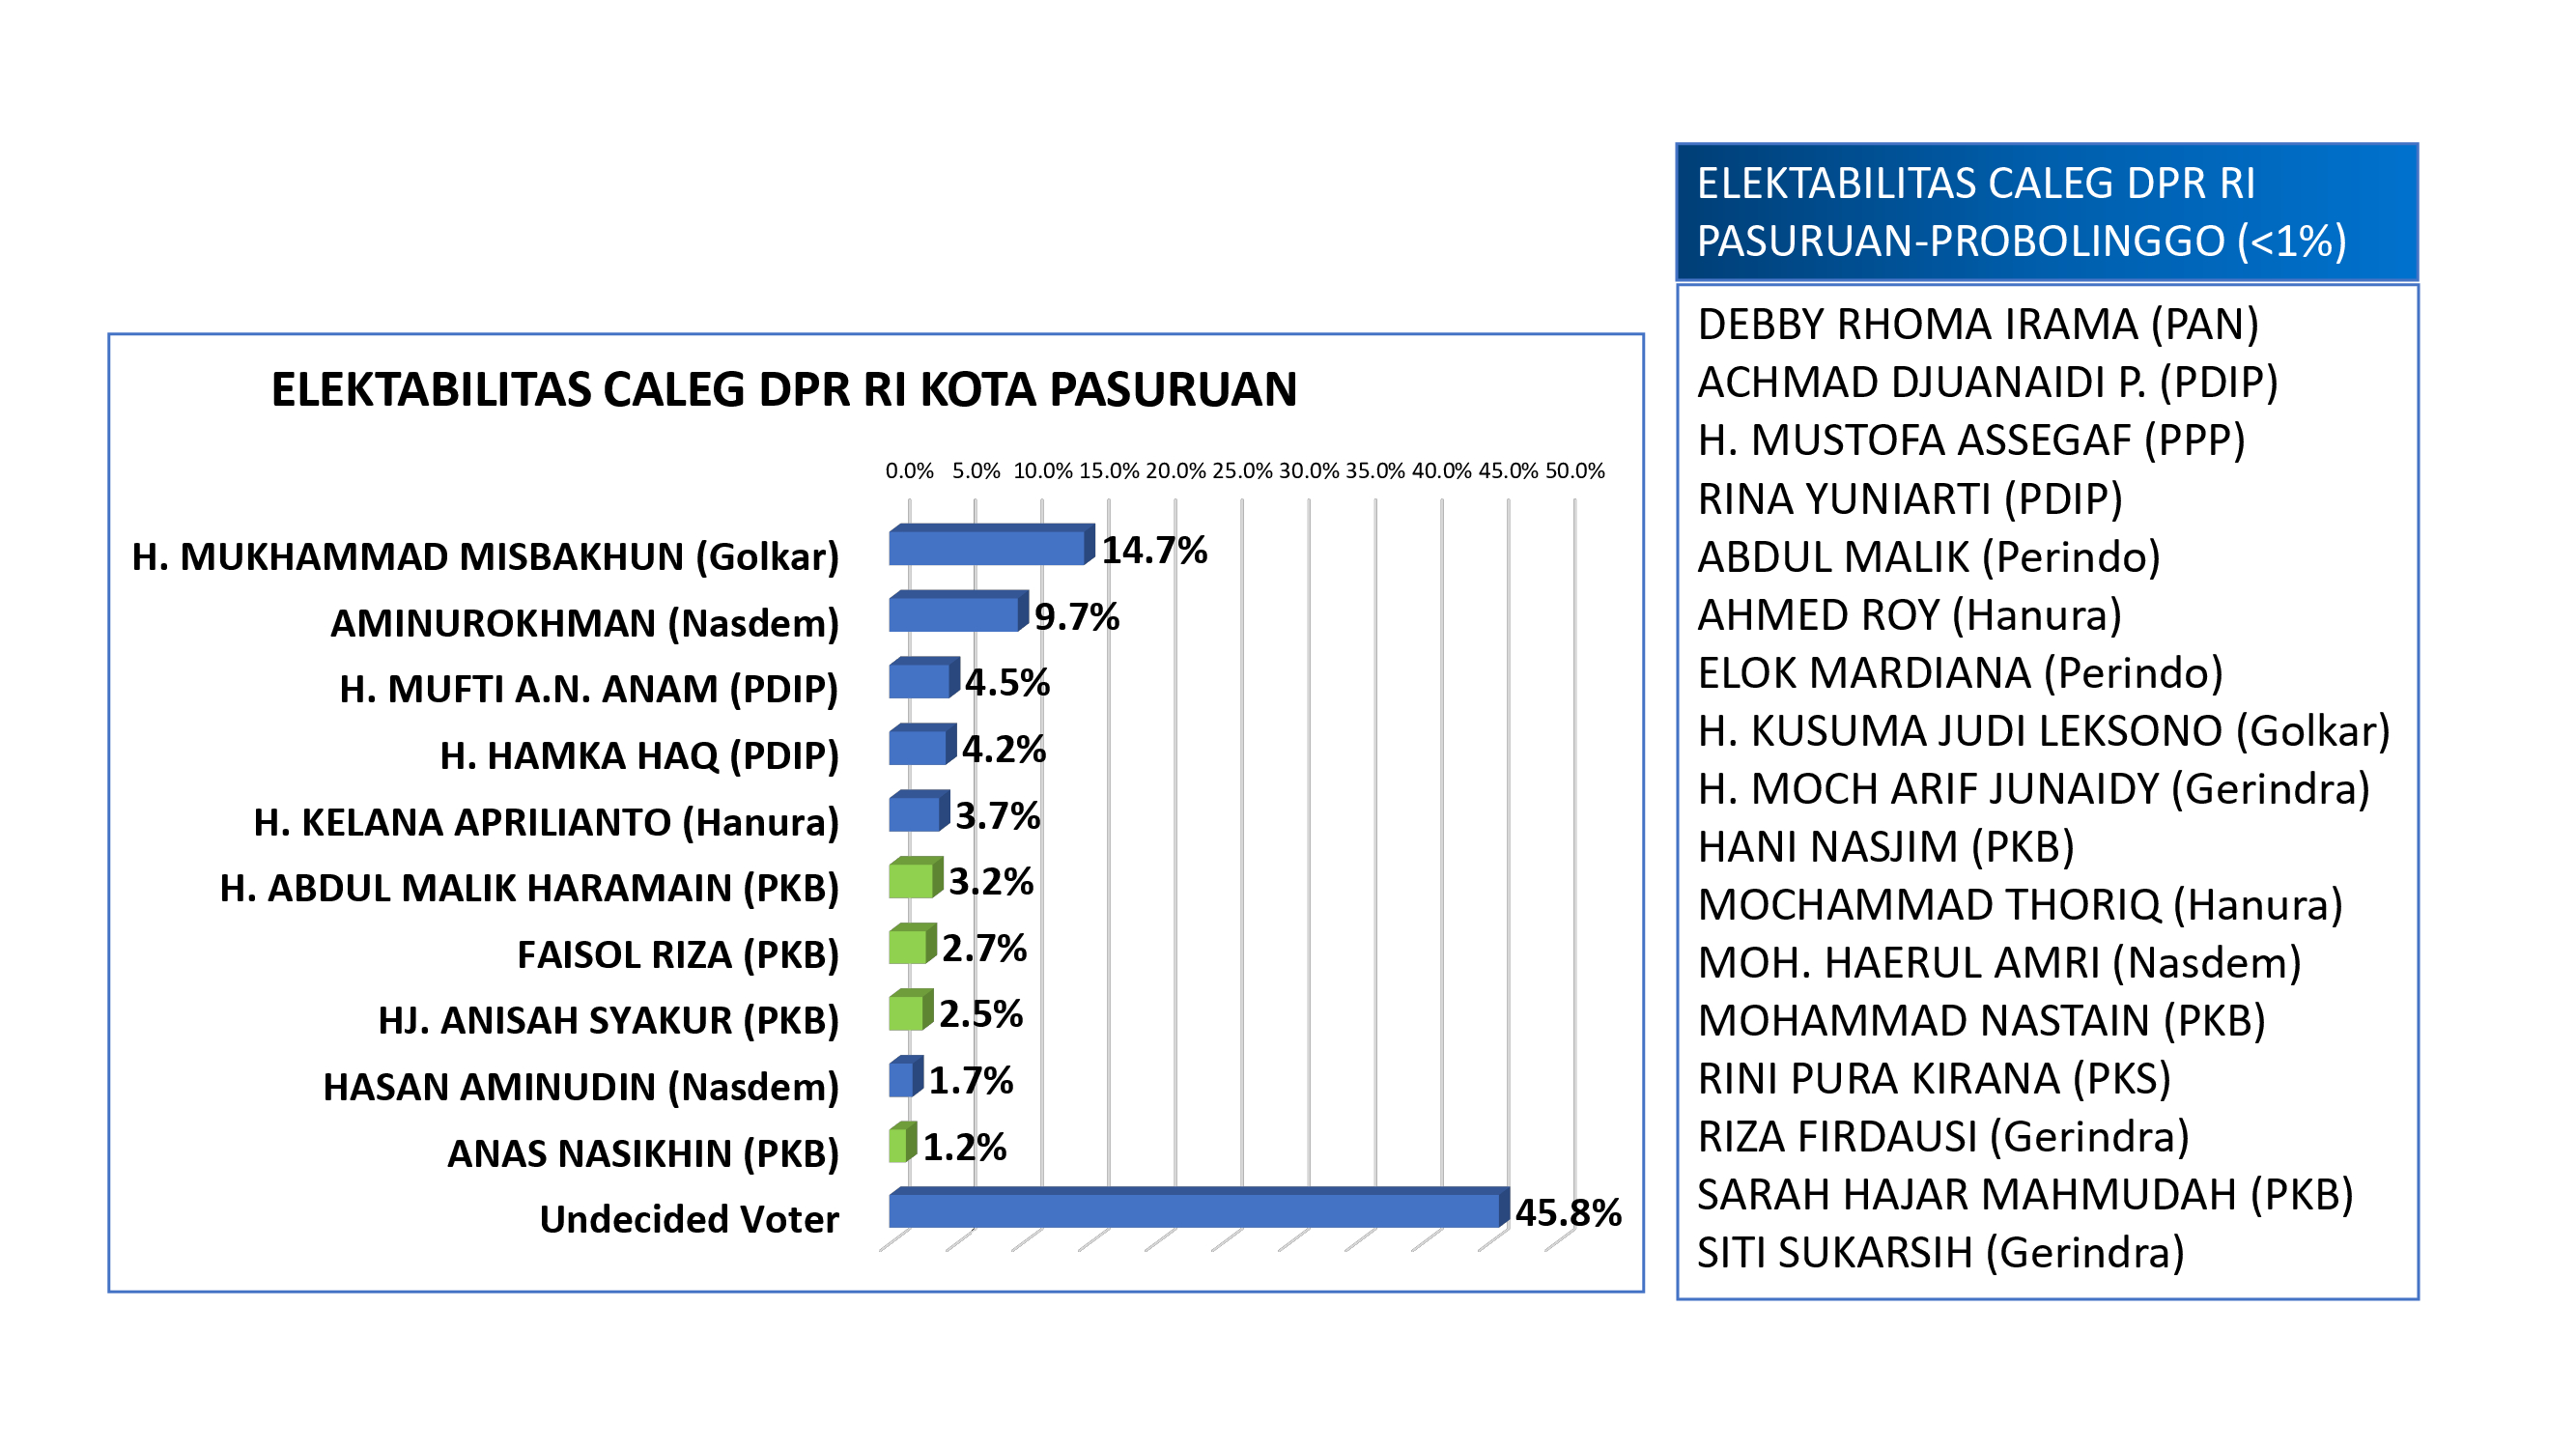 ELEKTABILITAS CALEG DPR RI KOTA PASURUAN
0.0% 5.0% 10.0% 15.0% 20.0% 25.0% 30.0% 35.0% 40.0% 45.0% 50.0%
H. MUKHAMMAD MISBAKHUN (Golkar) 14.7%
AMINUROKHMAN (Nasdem) 9.7%
H. MUFTI A.N. ANAM (PDIP) 4.5%
H. HAMKA HAQ (PDIP) 4.2%
H. KELANA APRILIANTO (Hanura) 3.7%
H. ABDUL MALIK HARAMAIN (PKB) 3.2%
FAISOL RIZA (PKB) 2.7%
HJ. ANISAH SYAKUR (PKB) 2.5%
HASAN AMINUDIN (Nasdem) 1.7%
ANAS NASIKHIN (PKB) 1.2%
Undecided Voter 45.8%
ELEKTABILITAS CALEG DPR RI
PASURUAN-PROBOLINGGO (<1%)
DEBBY RHOMA IRAMA (PAN)
ACHMAD DJUANAIDI P. (PDIP)
H. MUSTOFA ASSEGAF (PPP)
RINA YUNIARTI (PDIP)
ABDUL MALIK (Perindo)
AHMED ROY (Hanura)
ELOK MARDIANA (Perindo)
H. KUSUMA JUDI LEKSONO (Golkar)
H. MOCH ARIF JUNAIDY (Gerindra)
HANI NASJIM (PKB)
MOCHAMMAD THORIQ (Hanura)
MOH. HAERUL AMRI (Nasdem)
MOHAMMAD NASTAIN (PKB)
RINI PURA KIRANA (PKS)
RIZA FIRDAUSI (Gerindra)
SARAH HAJAR MAHMUDAH (PKB)
SITI SUKARSIH (Gerindra)